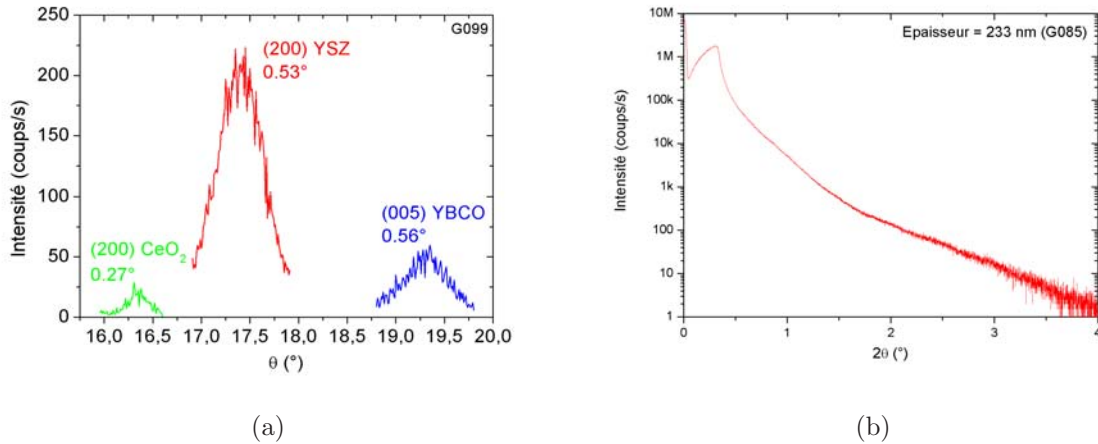 250
200
150
100
50
0
Intensité (coups/s)
G099
(200) YSZ
0.53°
(005) YBCO
0.56°
(200) CeO₂
0.27°
16,0 16,5 17,0 17,5 18,0 18,5 19,0 19,5 20,0
θ (°)
(a)
10M
1M
100k
10k
1k
100
10
1
Intensité (coups/s)
Epaisseur = 233 nm (G085)
0 1 2 3 4
2θ (°)
(b)